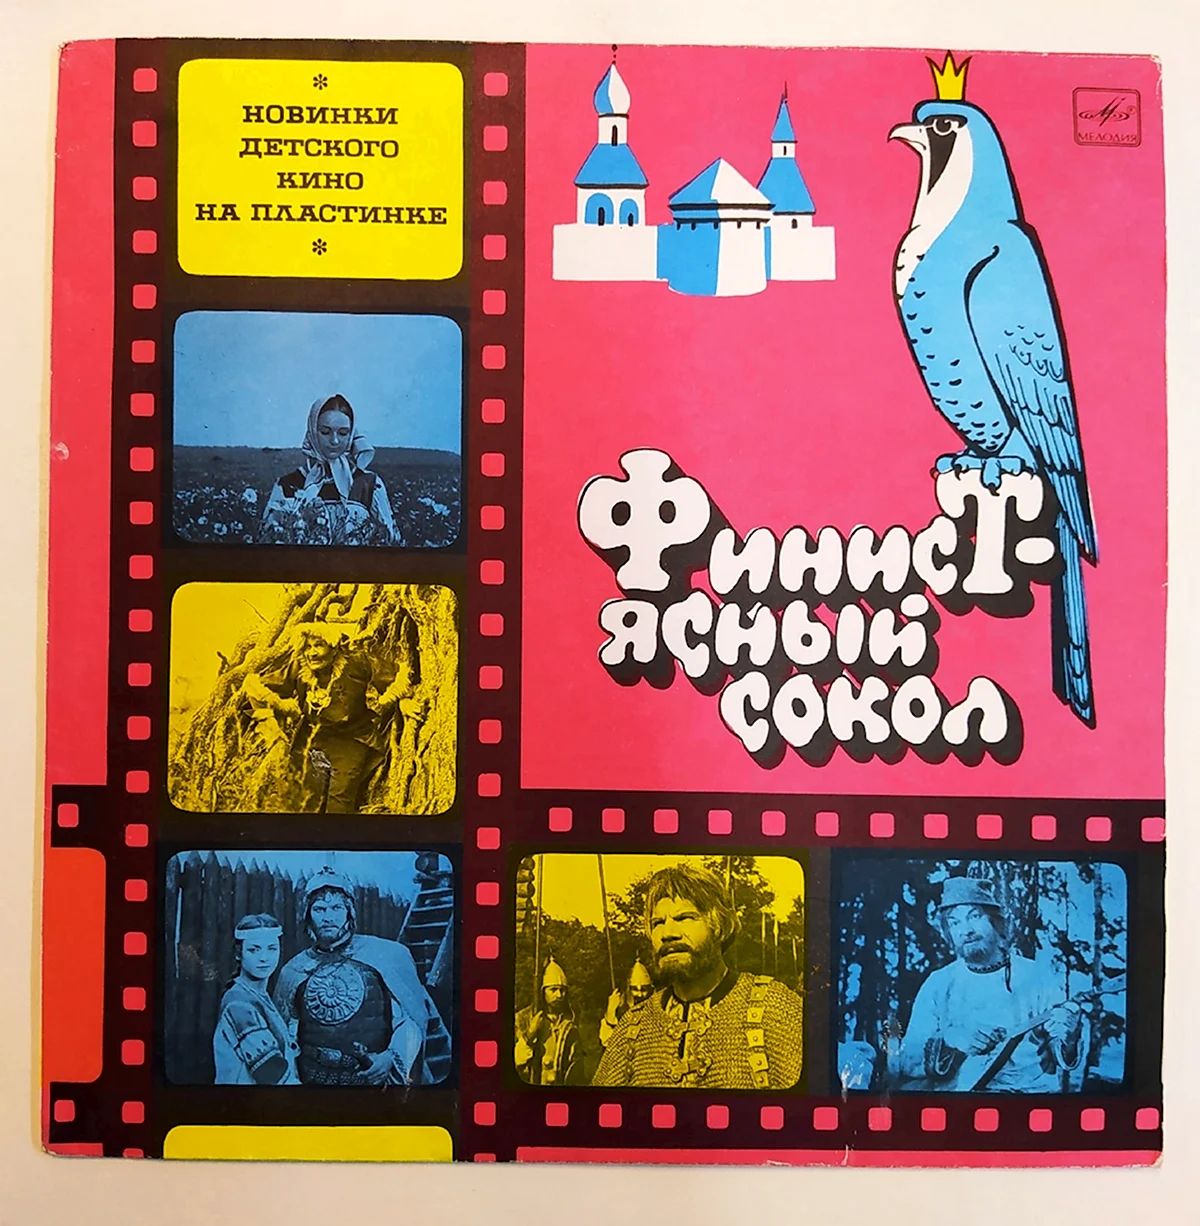 НОВИНКИ
ДЕТСКОГО
КИНО
НА ПЛАСТИНКЕ
МЕЛОДИЯ
ФИНИСТ-
ЯСНЫЙ
СОКОЛ